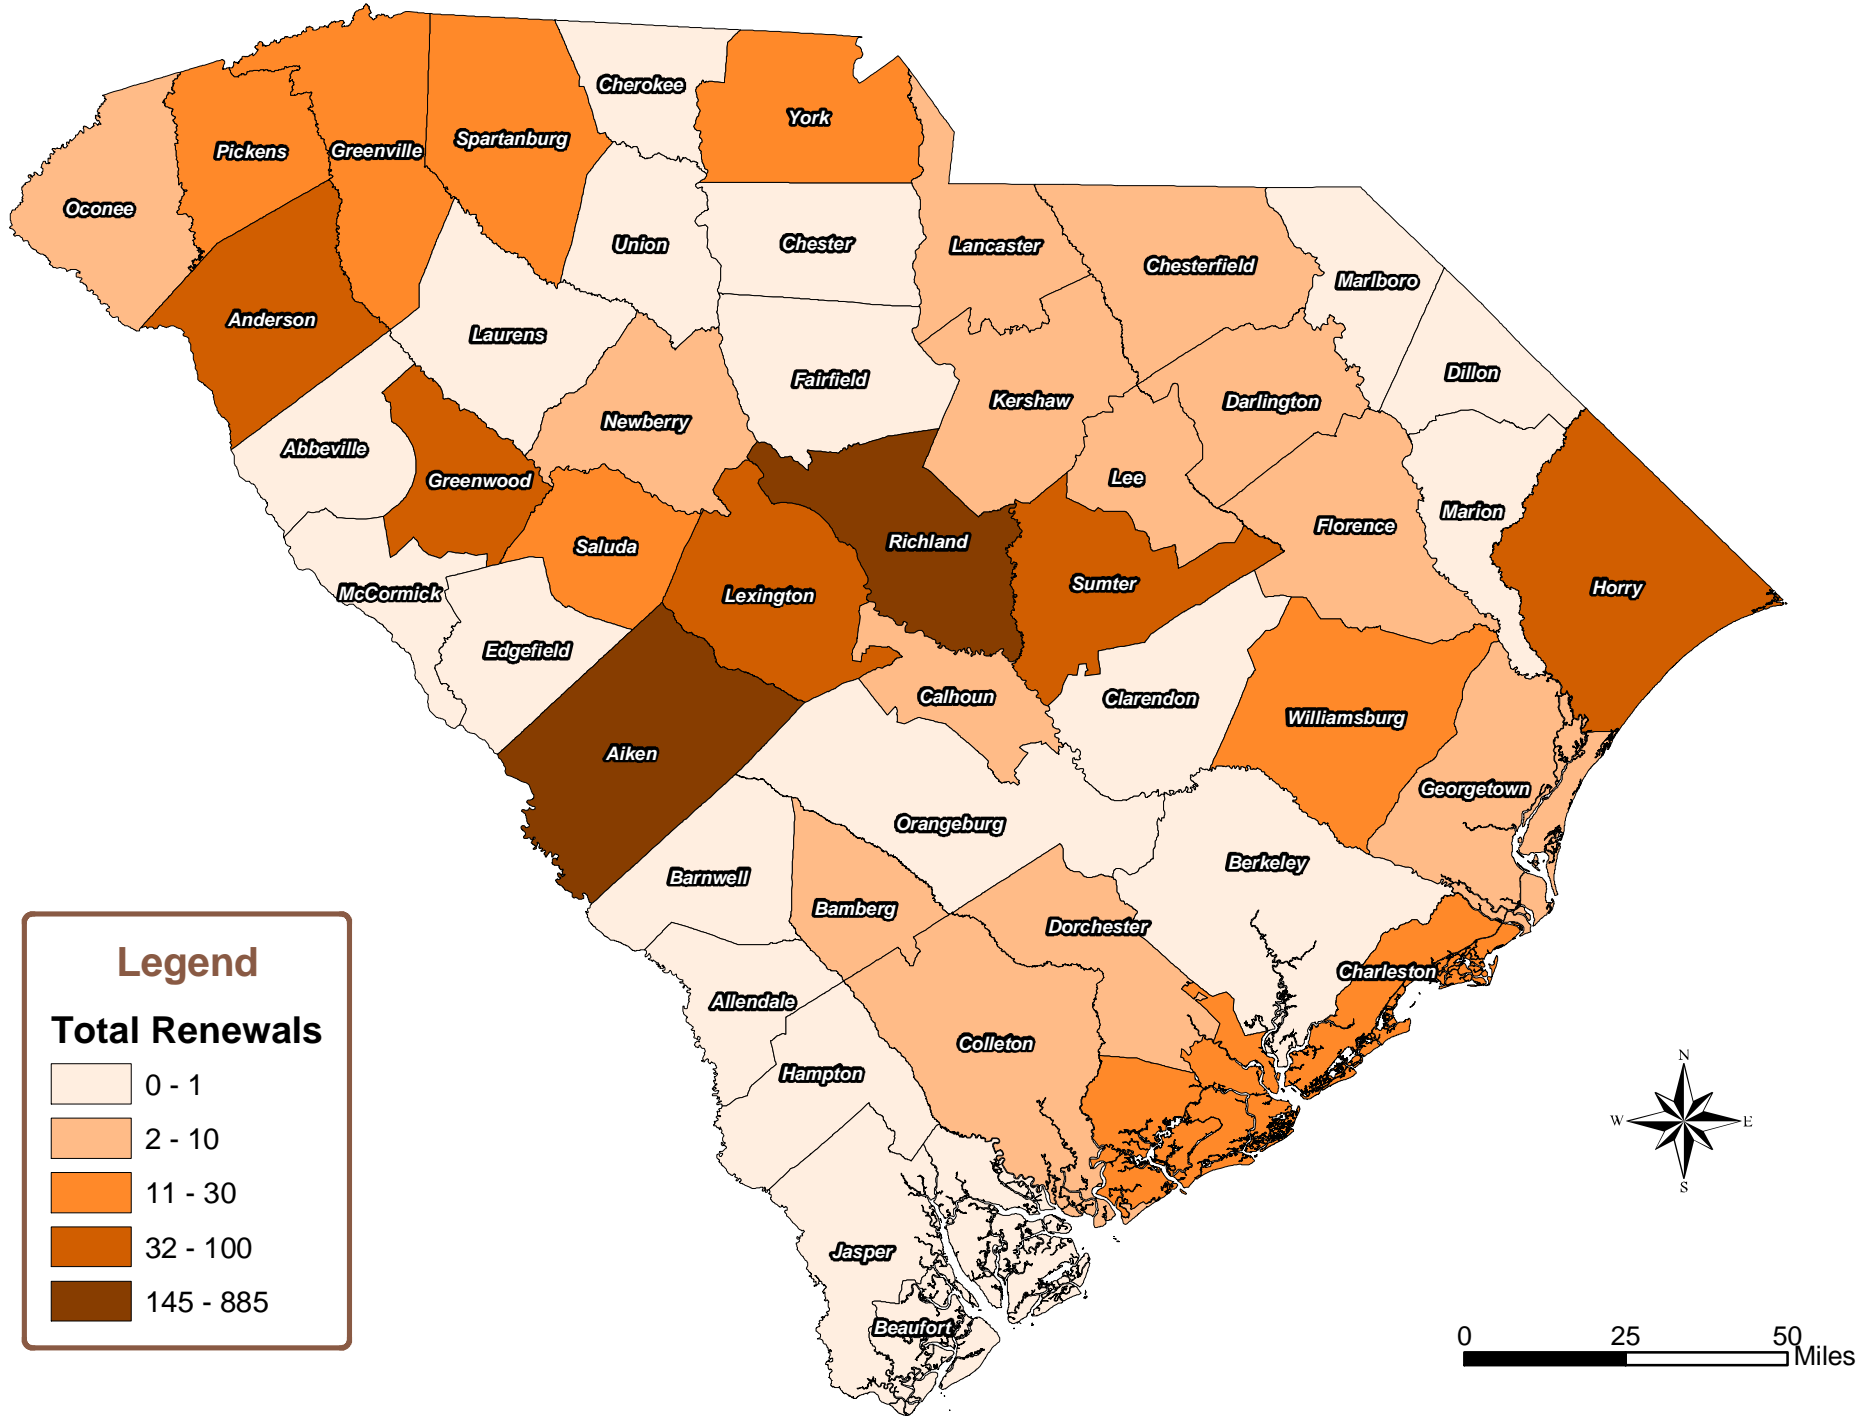 Cherokee
York
Spartanburg
Pickens
Greenville
Oconee
Union
Chester
Lancaster
Chesterfield
Marlboro
Anderson
Laurens
Dillon
Fairfield
Kershaw
Darlington
Newberry
Abbeville
Greenwood
Lee
Marion
Florence
Richland
Saluda
Sumter
Horry
McCormick
Lexington
Edgefield
Calhoun
Clarendon
Williamsburg
Aiken
Georgetown
Orangeburg
Berkeley
Barnwell
Bamberg
Dorchester
Charleston
Allendale
Colleton
Hampton
Jasper
Beaufort
Legend
Total Renewals
0 - 1
2 - 10
11 - 30
32 - 100
145 - 885
N
W E
S
0 25 50
Miles